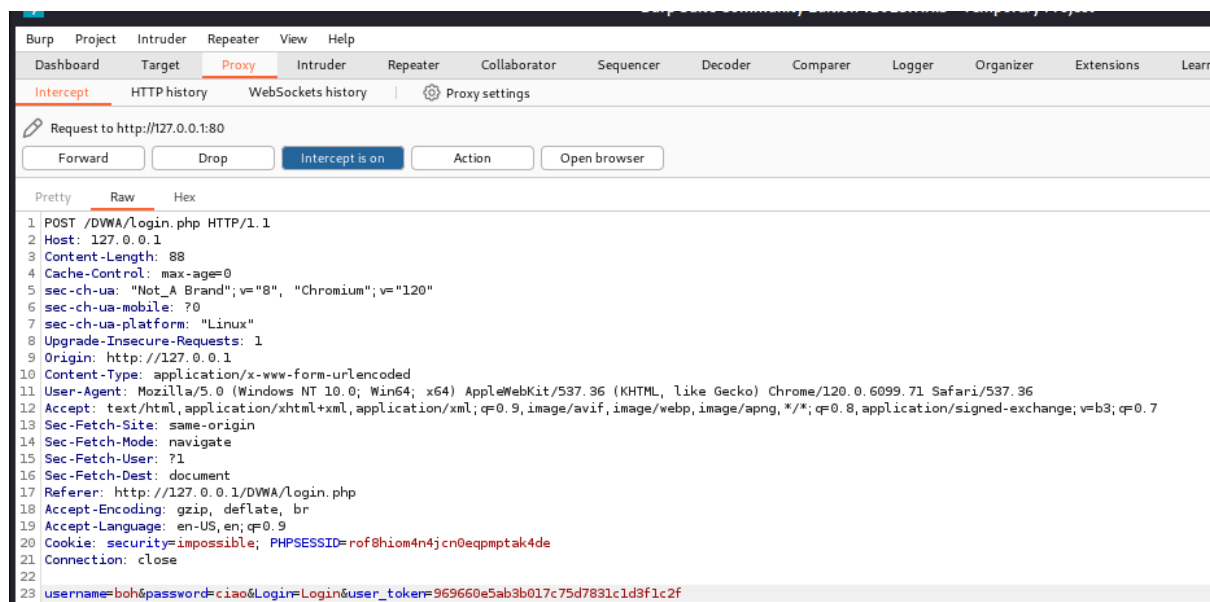 Burp Project Intruder Repeater View Help
Dashboard Target Proxy Intruder Repeater Collaborator Sequencer Decoder Comparer Logger Organizer Extensions Learn
Intercept HTTP history WebSockets history Proxy settings
Request to http://127.0.0.1:80
Forward Drop Intercept is on Action Open browser
Pretty Raw Hex
1 POST /DVWA/login.php HTTP/1.1
2 Host: 127.0.0.1
3 Content-Length: 88
4 Cache-Control: max-age=0
5 sec-ch-ua: "Not_A Brand";v="8", "Chromium";v="120"
6 sec-ch-ua-mobile: ?0
7 sec-ch-ua-platform: "Linux"
8 Upgrade-Insecure-Requests: 1
9 Origin: http://127.0.0.1
10 Content-Type: application/x-www-form-urlencoded
11 User-Agent: Mozilla/5.0 (Windows NT 10.0; Win64; x64) AppleWebKit/537.36 (KHTML, like Gecko) Chrome/120.0.6099.71 Safari/537.36
12 Accept: text/html,application/xhtml+xml,application/xml;q=0.9,image/avif,image/webp,image/apng,*/*;q=0.8,application/signed-exchange;v=b3;q=0.7
13 Sec-Fetch-Site: same-origin
14 Sec-Fetch-Mode: navigate
15 Sec-Fetch-User: ?1
16 Sec-Fetch-Dest: document
17 Referer: http://127.0.0.1/DVWA/login.php
18 Accept-Encoding: gzip, deflate, br
19 Accept-Language: en-US,en;q=0.9
20 Cookie: security=impossible; PHPSESSID=rof8hiom4n4jcn0eqpmptak4de
21 Connection: close
22
23 username=boh&password=ciao&Login=Login&user_token=969660e5ab3b017c75d7831c1d3f1c2f